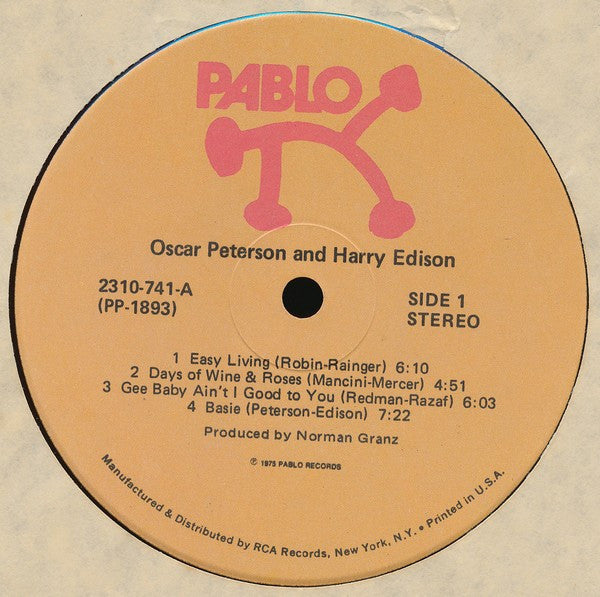 PABLO
Oscar Peterson and Harry Edison
2310-741-A
(PP-1893)
SIDE 1
STEREO
1 Easy Living (Robin-Rainger) 6:10
2 Days of Wine & Roses (Mancini-Mercer) 4:51
3 Gee Baby Ain't I Good to You (Redman-Razaf) 6:03
4 Basie (Peterson-Edison) 7:22
Produced by Norman Granz
℗ 1975 PABLO RECORDS
Manufactured & Distributed by RCA Records, New York, N.Y. • Printed in U.S.A.